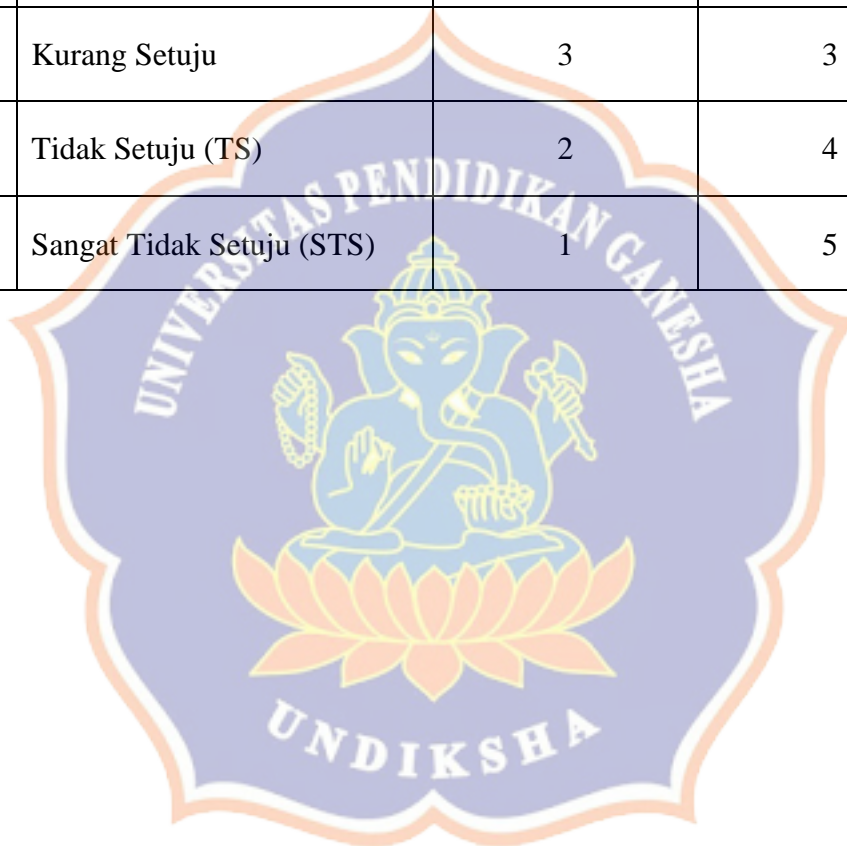 Kurang Setuju 3 3
Tidak Setuju (TS) 2 4
Sangat Tidak Setuju (STS) 1 5
UNIVERSITAS PENDIDIKAN GANESHA
UNDIKSHA